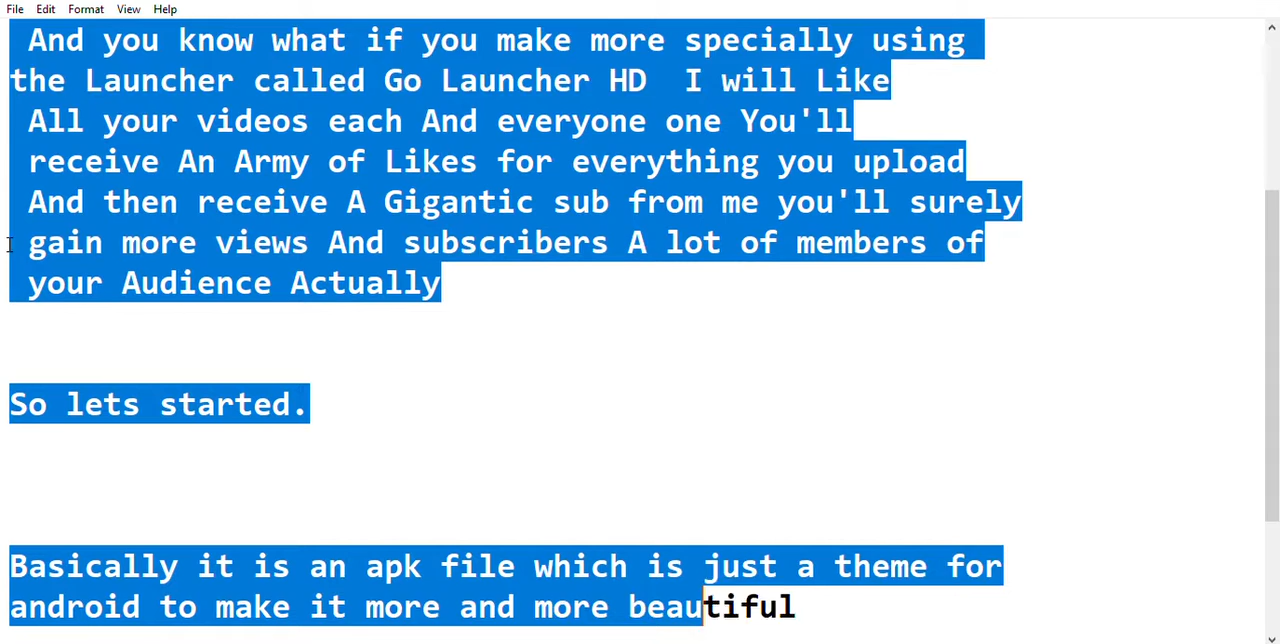 File Edit Format View Help
And you know what if you make more specially using
the Launcher called Go Launcher HD  I will Like
All your videos each And everyone one You'll
receive An Army of Likes for everything you upload
And then receive A Gigantic sub from me you'll surely
gain more views And subscribers A lot of members of
your Audience Actually
So lets started.
Basically it is an apk file which is just a theme for
android to make it more and more beautiful